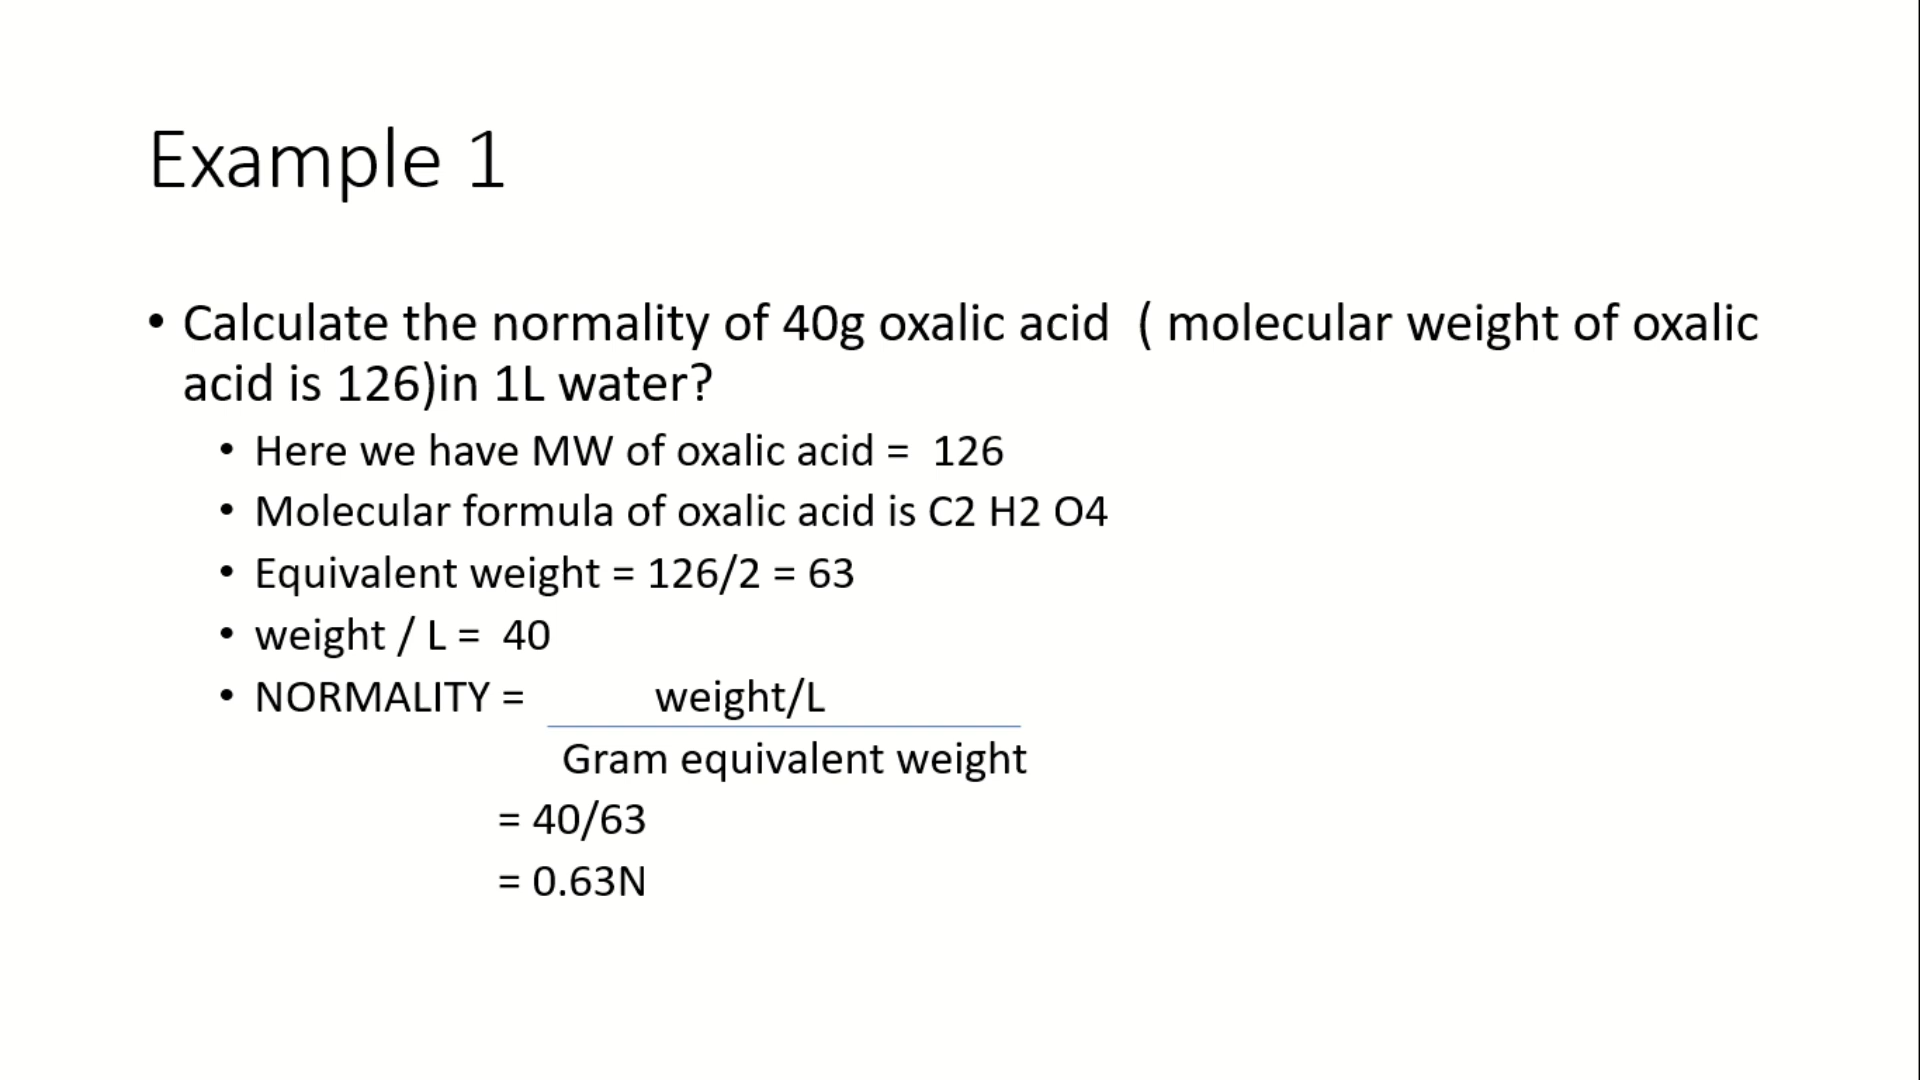 Example 1
• Calculate the normality of 40g oxalic acid ( molecular weight of oxalic
acid is 126)in 1L water?
• Here we have MW of oxalic acid = 126
• Molecular formula of oxalic acid is C2 H2 O4
• Equivalent weight = 126/2 = 63
• weight / L = 40
• NORMALITY = weight/L
Gram equivalent weight
= 40/63
= 0.63N